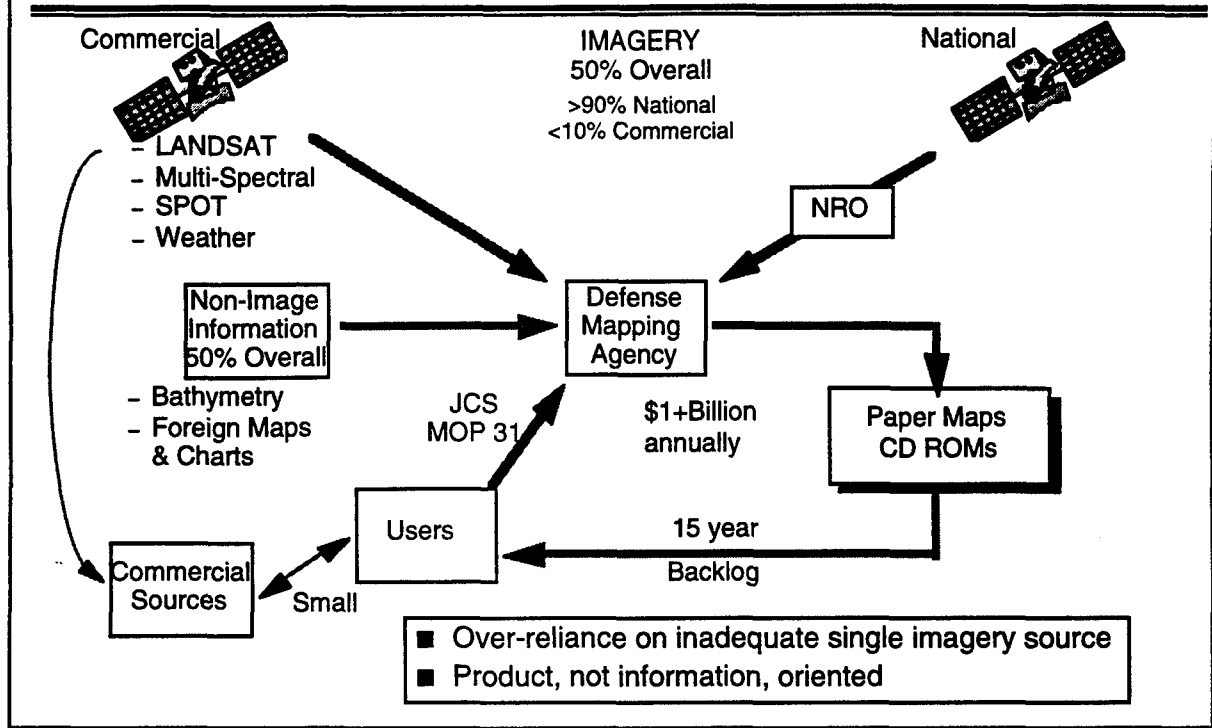 Commercial
IMAGERY
50% Overall
>90% National
<10% Commercial
National
– LANDSAT
– Multi-Spectral
– SPOT
– Weather
NRO
Non-Image
Information
50% Overall
– Bathymetry
– Foreign Maps
& Charts
Defense
Mapping
Agency
JCS
MOP 31
$1+Billion
annually
Paper Maps
CD ROMs
Users
15 year
Backlog
Commercial
Sources
Small
■ Over-reliance on inadequate single imagery source
■ Product, not information, oriented